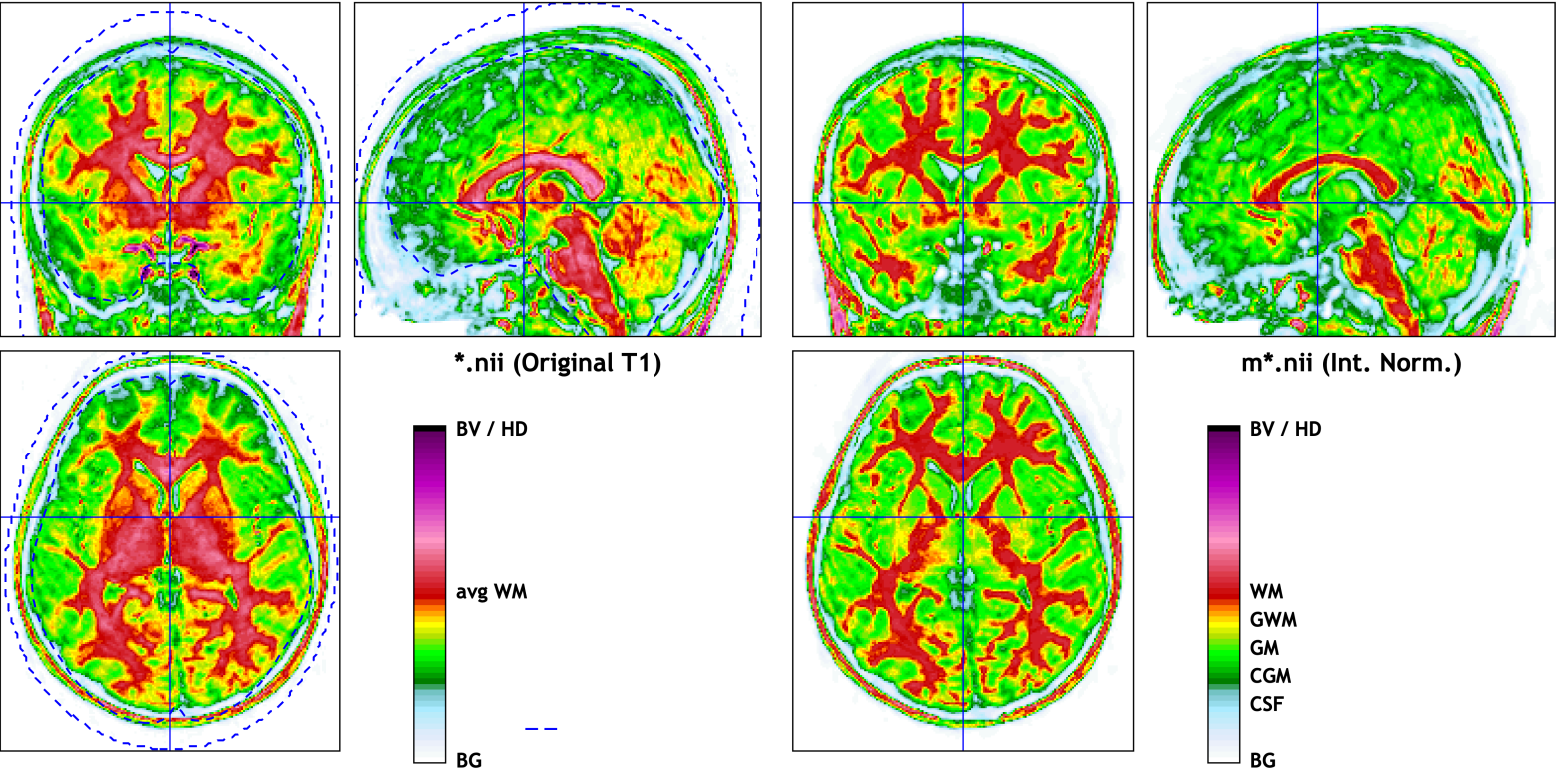 *.nii (Original T1)
BV / HD
avg WM
BG
m*.nii (Int. Norm.)
BV / HD
WM
GWM
GM
CGM
CSF
BG